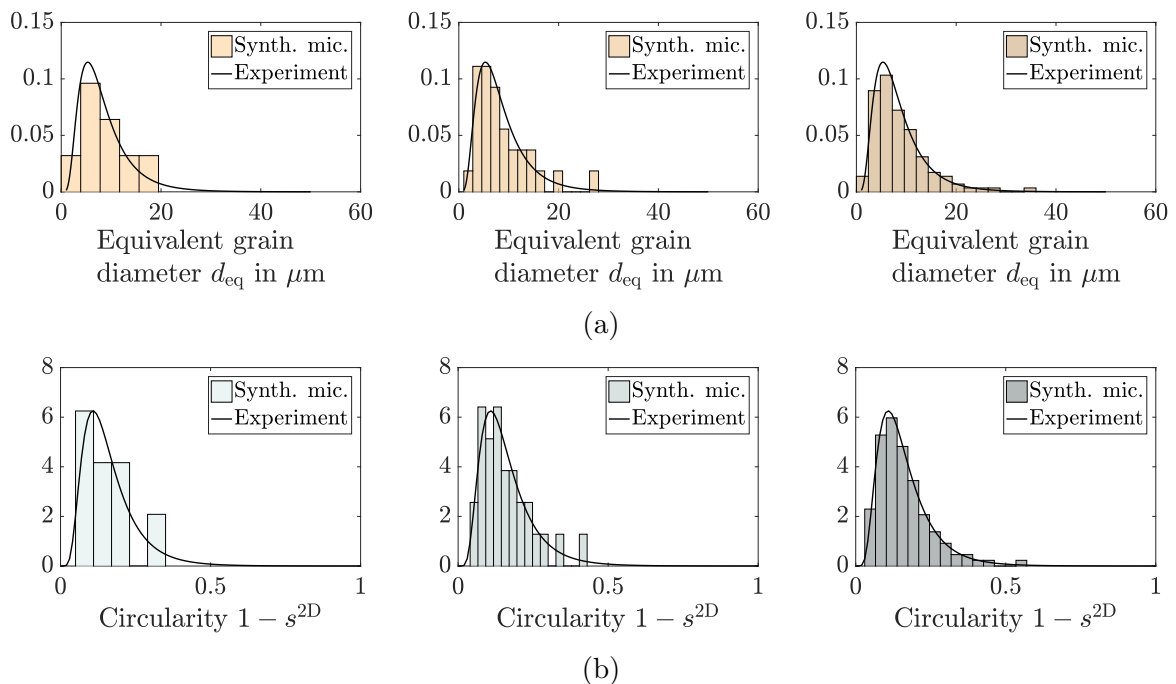 0.15 0.15 0.15
Synth. mic. Synth. mic. Synth. mic.
Experiment Experiment Experiment
0.1 0.1 0.1
0.05 0.05 0.05
0 0 0
0 20 40 60 0 20 40 60 0 20 40 60
Equivalent grain Equivalent grain Equivalent grain
diameter d_eq in μm diameter d_eq in μm diameter d_eq in μm
(a)
8 8 8
Synth. mic. Synth. mic. Synth. mic.
Experiment Experiment Experiment
6 6 6
4 4 4
2 2 2
0 0 0
0 0.5 1 0 0.5 1 0 0.5 1
Circularity 1 − s^2D Circularity 1 − s^2D Circularity 1 − s^2D
(b)